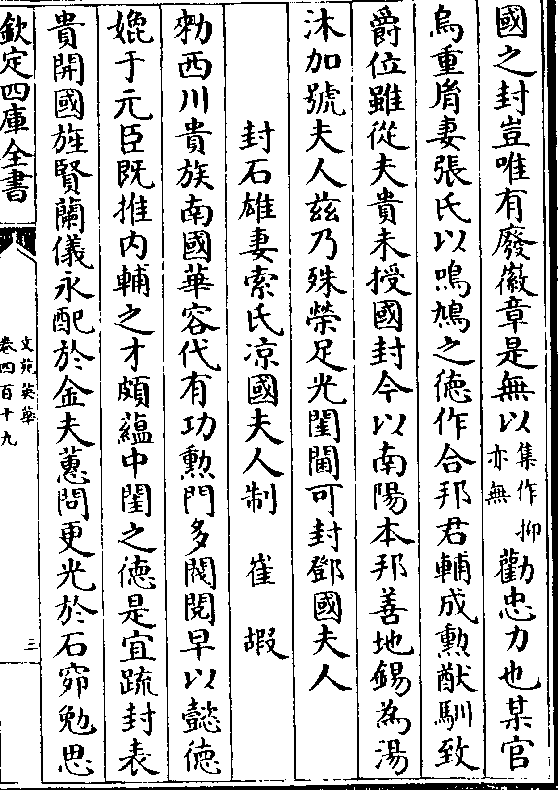 國之封豈唯有廢徽章是無以集作抑亦無勸忠力也某官
烏重胤妻張氏以鳴鳩之德作合邦君輔成勲猷馴致
爵位雖從夫貴未授國封今以南陽本邦善地錫為湯
沐加號夫人兹乃殊榮足光閨閫可封鄧國夫人
封石雄妻索氏凉國夫人制　崔嘏
勑西川貴族南國華容代有功勲門多閥閲早以懿德
媲于元臣既推内輔之才頗藴中閨之德是宜疏封表
貴開國旌賢蘭儀永配於金夫蕙問更光於石窌勉思
欽定四庫全書
文苑英華
卷四百十九
三